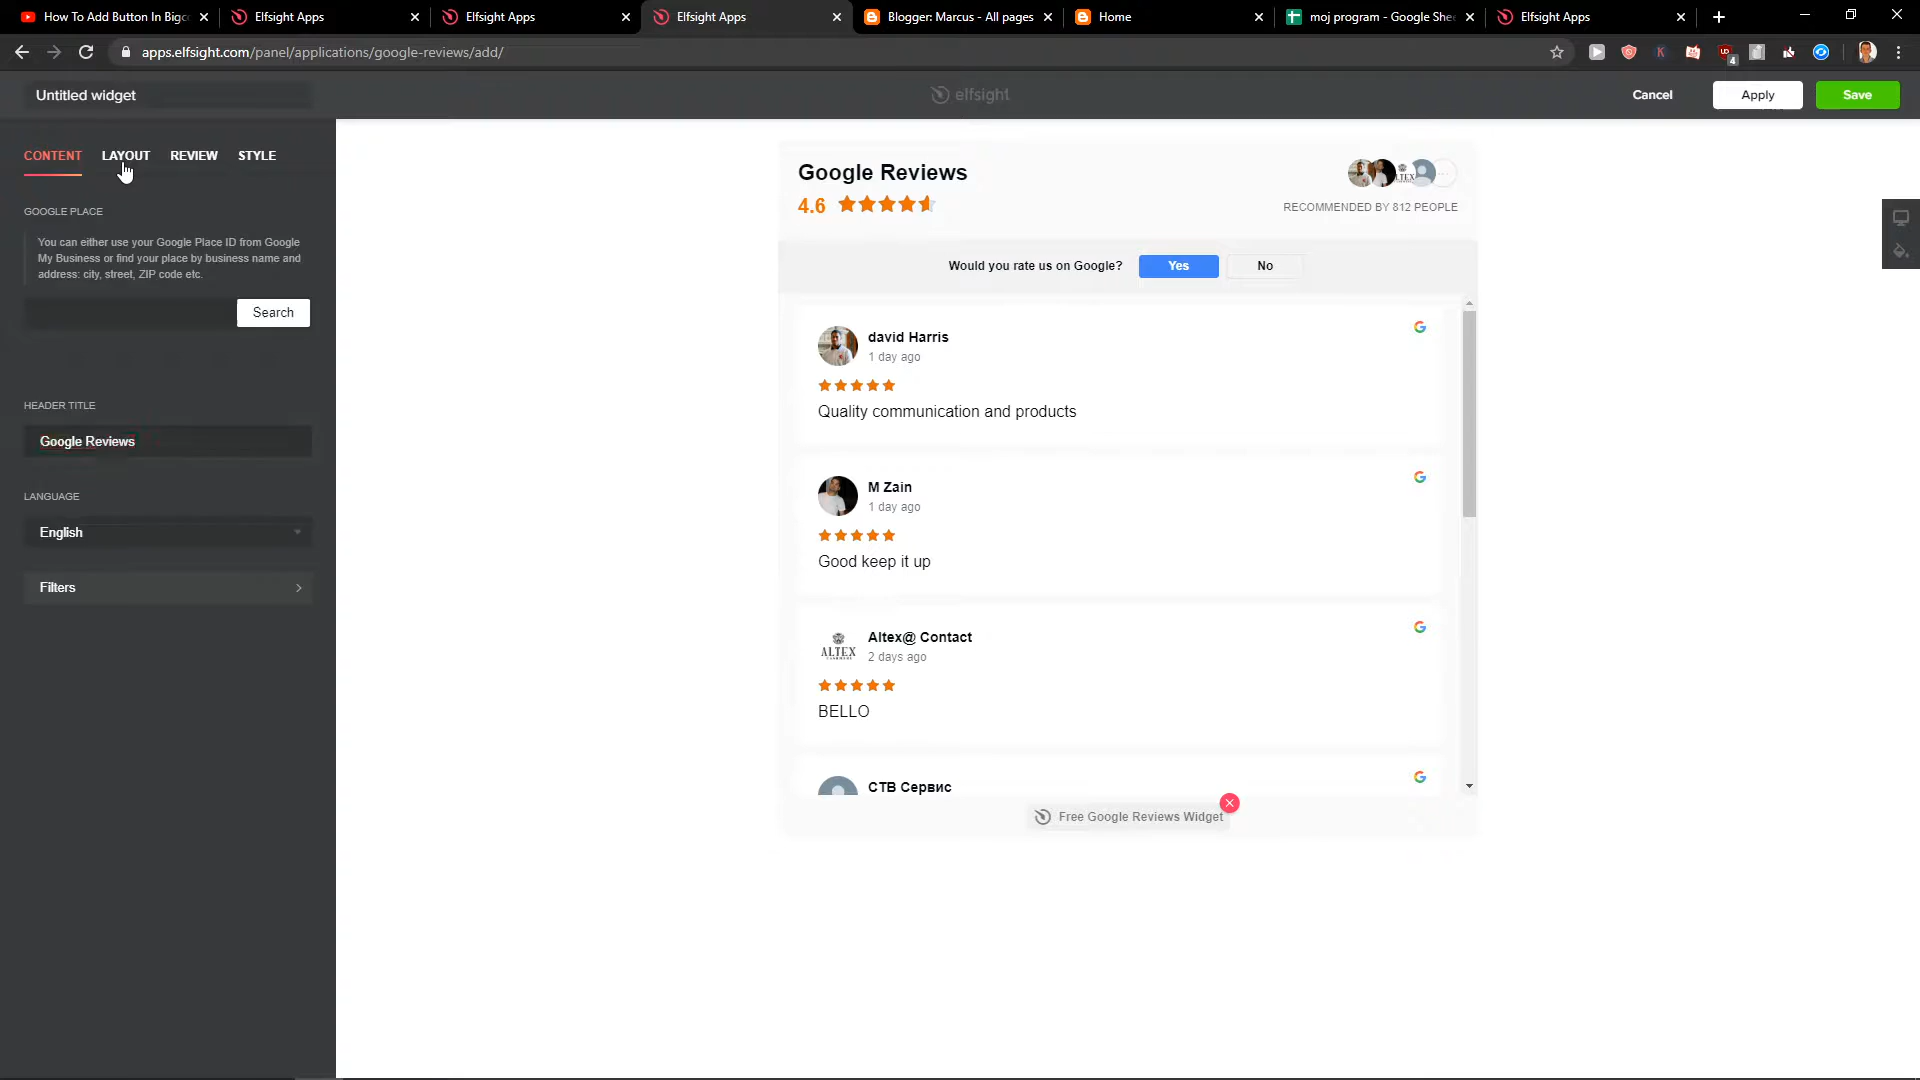 How To Add Button In Bigc
Elfsight Apps
Elfsight Apps
Elfsight Apps
Blogger: Marcus - All pages
Home
moj program - Google She
Elfsight Apps
apps.elfsight.com/panel/applications/google-reviews/add/
4
Untitled widget
elfsight
Cancel
Apply
Save
CONTENT
LAYOUT
REVIEW
STYLE
GOOGLE PLACE
You can either use your Google Place ID from Google
My Business or find your place by business name and
address: city, street, ZIP code etc.
Search
HEADER TITLE
Google Reviews
LANGUAGE
English
Filters
Google Reviews
4.6
RECOMMENDED BY 812 PEOPLE
Would you rate us on Google?
Yes
No
david Harris
1 day ago
Quality communication and products
M Zain
1 day ago
Good keep it up
ALTEX
Altex@ Contact
2 days ago
BELLO
СТВ Сервис
Free Google Reviews Widget